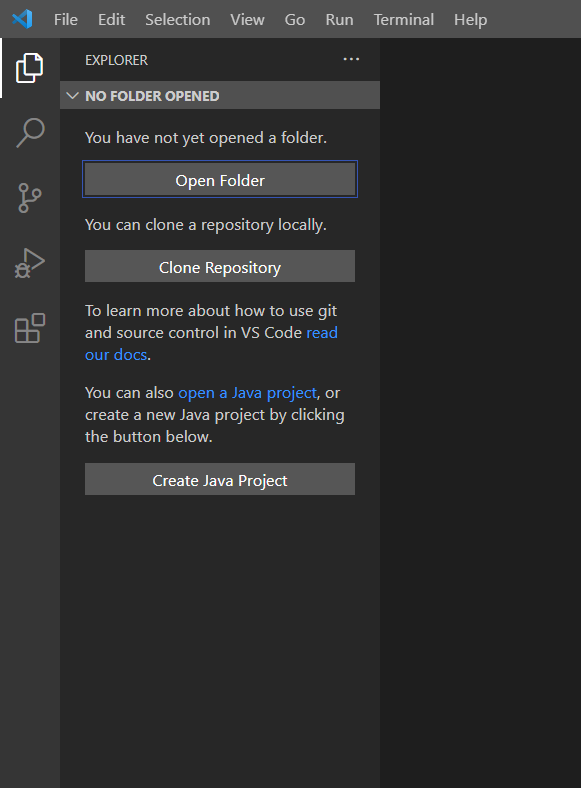 File Edit Selection View Go Run Terminal Help
EXPLORER
NO FOLDER OPENED
You have not yet opened a folder.
Open Folder
You can clone a repository locally.
Clone Repository
To learn more about how to use git
and source control in VS Code read
our docs.
You can also open a Java project, or
create a new Java project by clicking
the button below.
Create Java Project